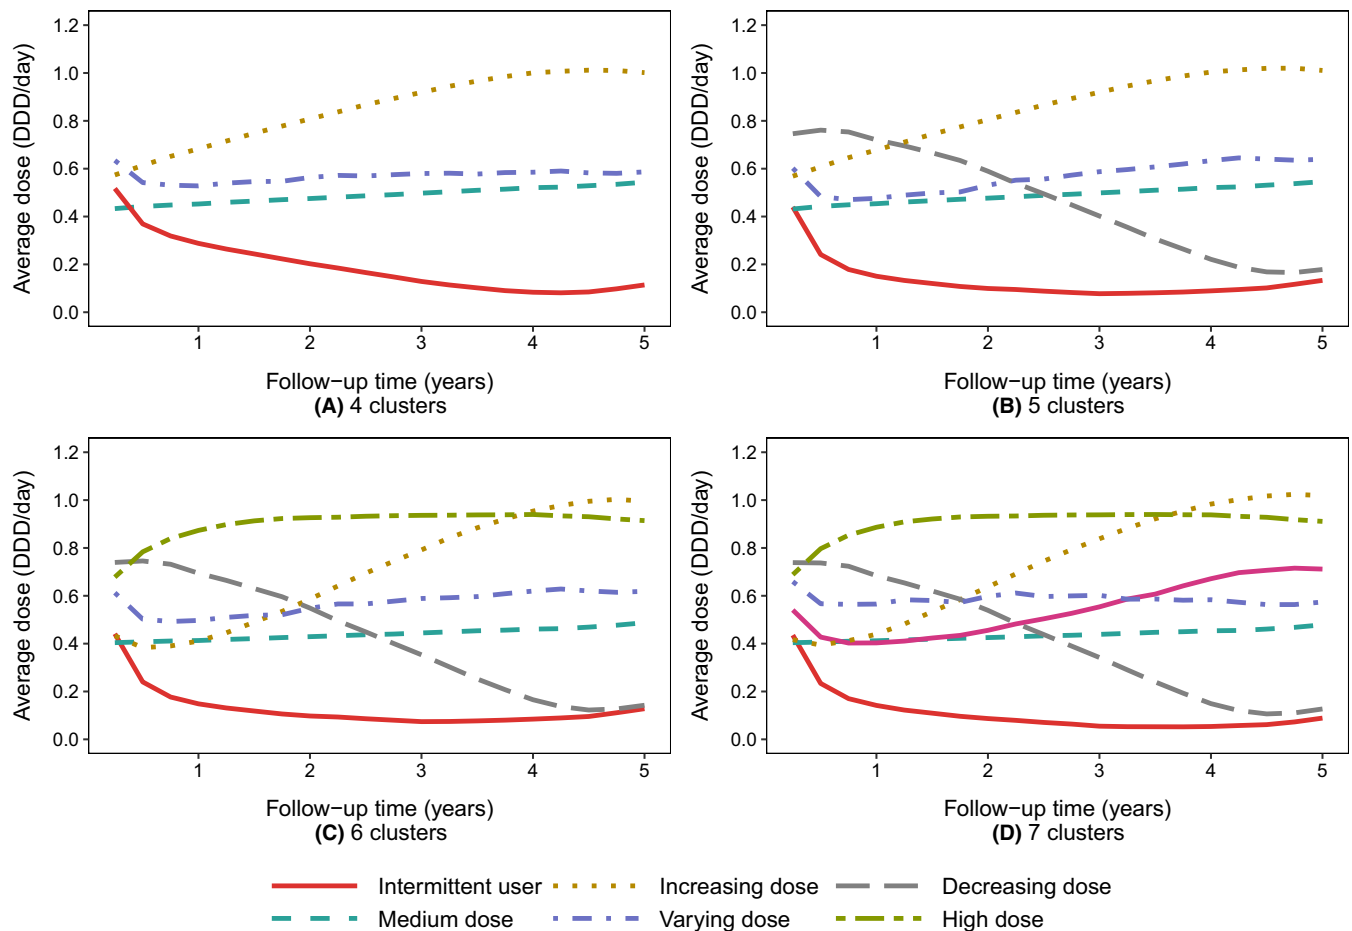 1.2
1.0
0.8
0.6
0.4
0.2
0.0
Average dose (DDD/day)
1 2 3 4 5
Follow−up time (years)
(A) 4 clusters
1.2
1.0
0.8
0.6
0.4
0.2
0.0
Average dose (DDD/day)
1 2 3 4 5
Follow−up time (years)
(B) 5 clusters
1.2
1.0
0.8
0.6
0.4
0.2
0.0
Average dose (DDD/day)
1 2 3 4 5
Follow−up time (years)
(C) 6 clusters
1.2
1.0
0.8
0.6
0.4
0.2
0.0
Average dose (DDD/day)
1 2 3 4 5
Follow−up time (years)
(D) 7 clusters
Intermittent user Increasing dose Decreasing dose
Medium dose Varying dose High dose